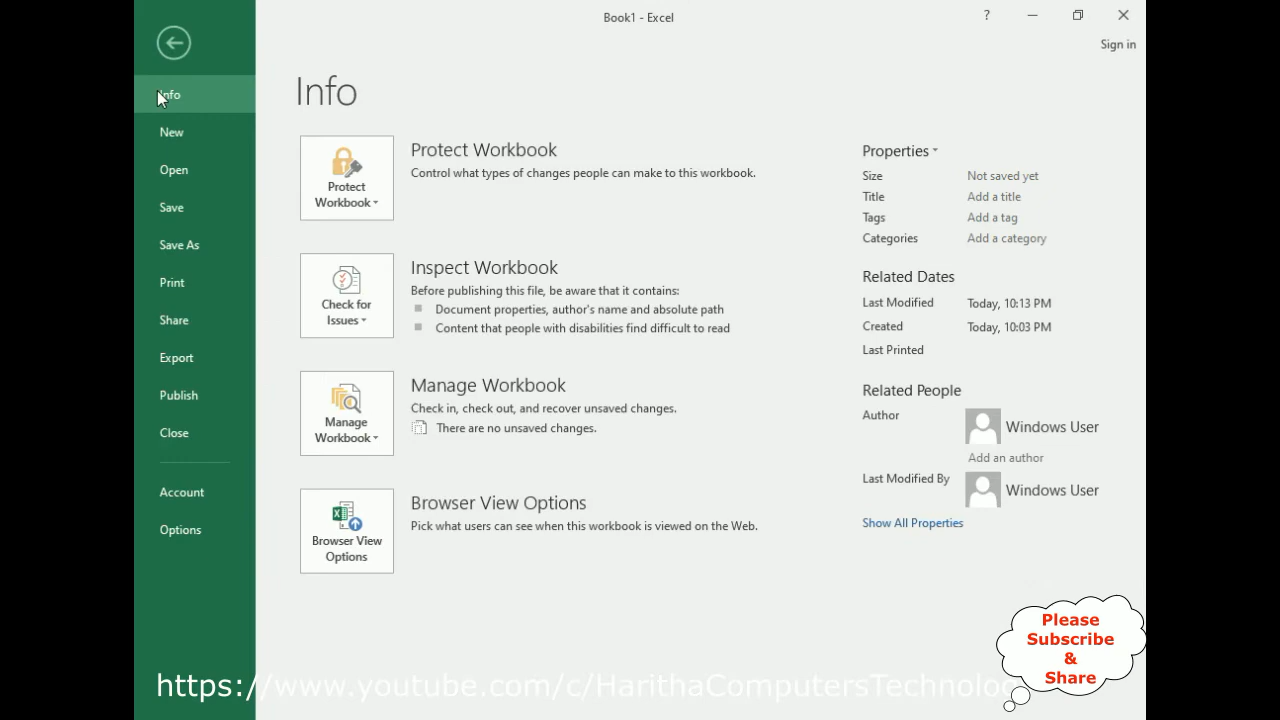 Book1 - Excel
?
Sign in
Info
New
Open
Save
Save As
Print
Share
Export
Publish
Close
Account
Options
Info
Protect Workbook
Protect Workbook
Control what types of changes people can make to this workbook.
Check for Issues
Inspect Workbook
Before publishing this file, be aware that it contains:
Document properties, author's name and absolute path
Content that people with disabilities find difficult to read
Manage Workbook
Manage Workbook
Check in, check out, and recover unsaved changes.
There are no unsaved changes.
Browser View Options
Browser View Options
Pick what users can see when this workbook is viewed on the Web.
Properties
Size Not saved yet
Title Add a title
Tags Add a tag
Categories Add a category
Related Dates
Last Modified Today, 10:13 PM
Created Today, 10:03 PM
Last Printed
Related People
Author Windows User
Add an author
Last Modified By Windows User
Show All Properties
Please
Subscribe
&
Share
https://www.youtube.com/c/HarithaComputersTechnolo